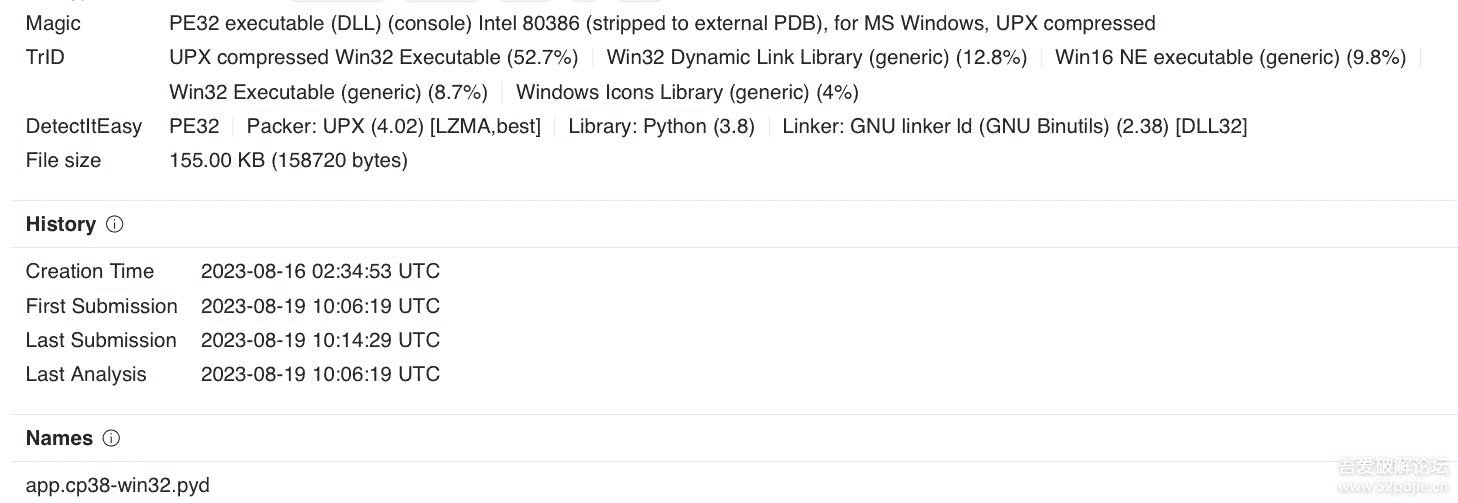 Magic PE32 executable (DLL) (console) Intel 80386 (stripped to external PDB), for MS Windows, UPX compressed
TrID UPX compressed Win32 Executable (52.7%) Win32 Dynamic Link Library (generic) (12.8%) Win16 NE executable (generic) (9.8%)
Win32 Executable (generic) (8.7%) Windows Icons Library (generic) (4%)
DetectItEasy PE32 Packer: UPX (4.02) [LZMA,best] Library: Python (3.8) Linker: GNU linker ld (GNU Binutils) (2.38) [DLL32]
File size 155.00 KB (158720 bytes)
History
Creation Time 2023-08-16 02:34:53 UTC
First Submission 2023-08-19 10:06:19 UTC
Last Submission 2023-08-19 10:14:29 UTC
Last Analysis 2023-08-19 10:06:19 UTC
Names
app.cp38-win32.pyd
吾爱破解论坛
www.52pojie.cn